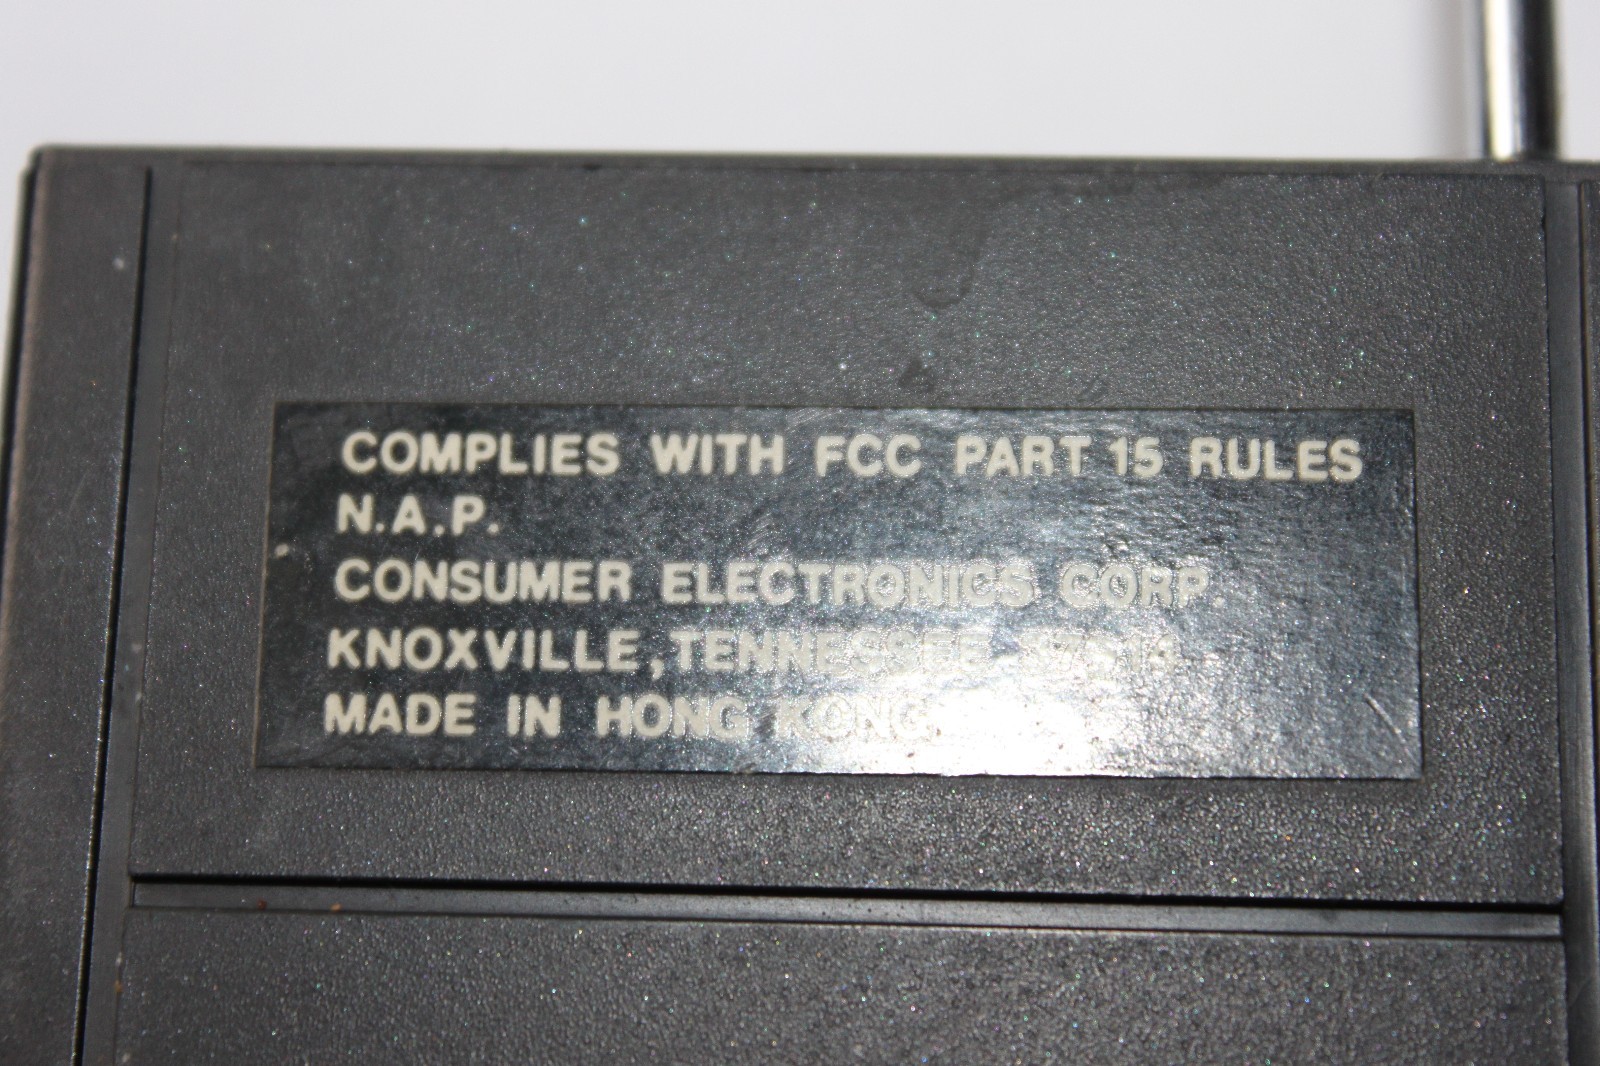 COMPLIES WITH FCC PART 15 RULES
N.A.P.
CONSUMER ELECTRONICS CORP.
KNOXVILLE, TENNESSEE
MADE IN HONG KONG